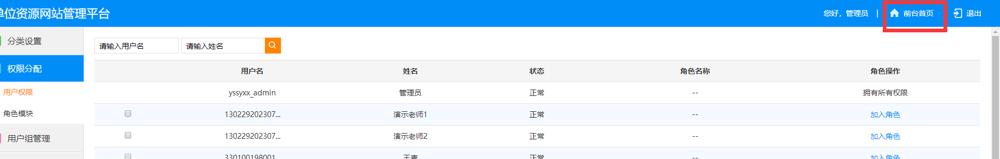 单位资源网站管理平台 您好，管理员 | 前台首页 退出
分类设置
权限分配
用户权限
角色模块
用户组管理
请输入用户名 请输入姓名
用户名 姓名 状态 角色名称 角色操作
yssyxx_admin 管理员 正常 -- 拥有所有权限
130229202307... 演示老师1 正常 -- 加入角色
130229202307... 演示老师2 正常 -- 加入角色
330100198001 正常 -- 加入角色